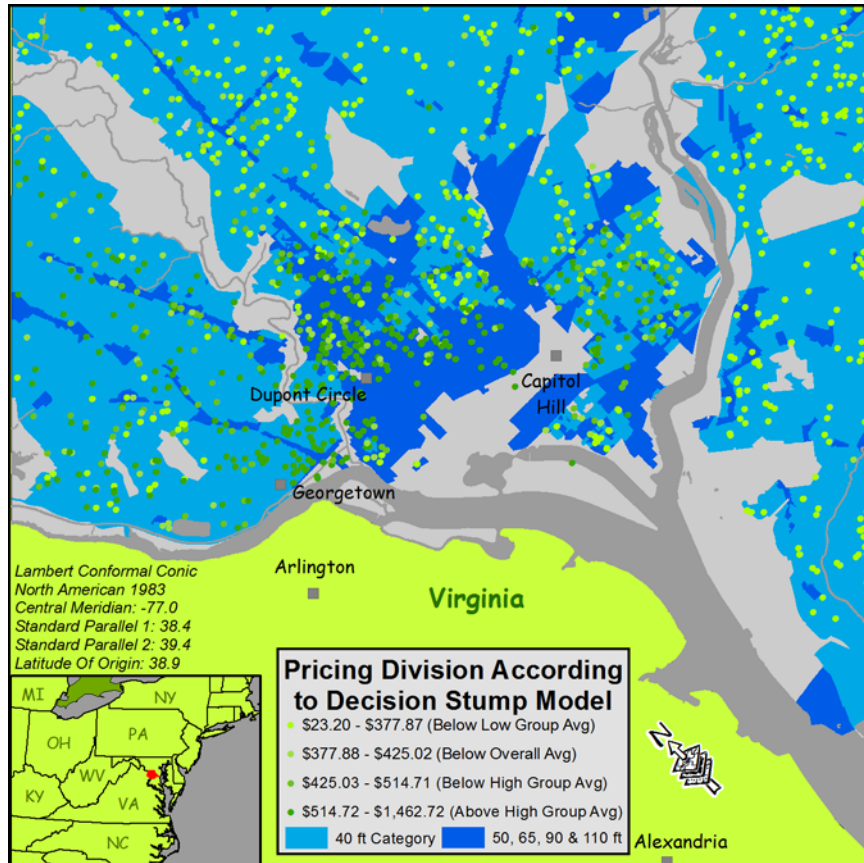 Dupont Circle
Capitol
Hill
Georgetown
Arlington
Virginia
Lambert Conformal Conic
North American 1983
Central Meridian: -77.0
Standard Parallel 1: 38.4
Standard Parallel 2: 39.4
Latitude Of Origin: 38.9
MI
NY
OH
PA
WV
KY
VA
NC
Pricing Division According
to Decision Stump Model
$23.20 - $377.87 (Below Low Group Avg)
$377.88 - $425.02 (Below Overall Avg)
$425.03 - $514.71 (Below High Group Avg)
$514.72 - $1,462.72 (Above High Group Avg)
40 ft Category 50, 65, 90 & 110 ft
N
Alexandria